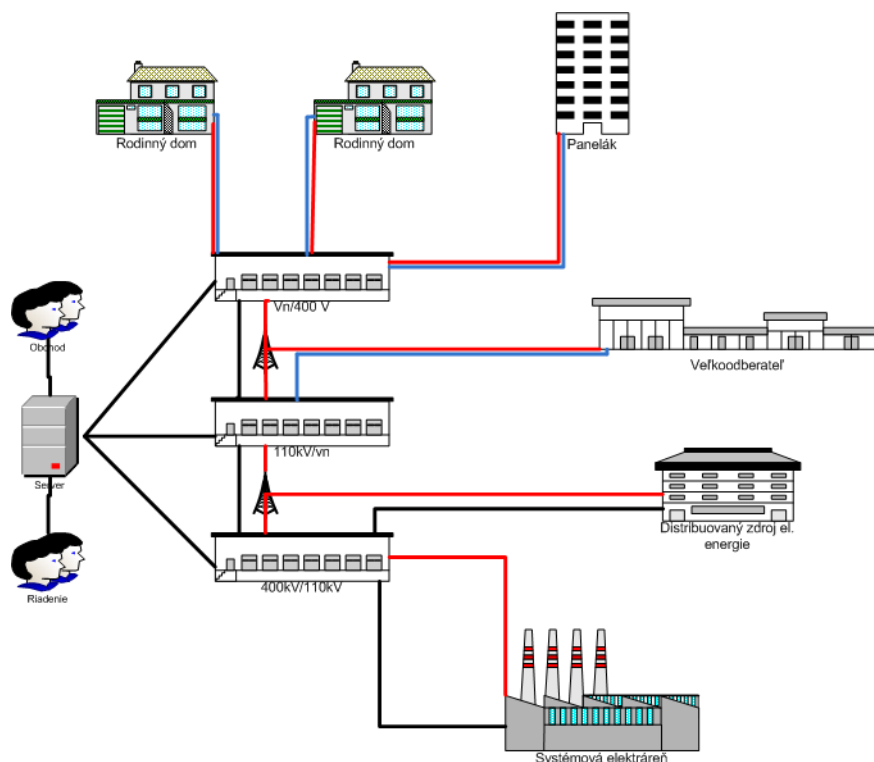 Rodinný dom
Rodinný dom
Panelák
Vn/400 V
Obchod
Veľkoodberateľ
110kV/vn
Server
Distribuovaný zdroj el.
energie
400kV/110kV
Riadenie
Systémová elektráreň